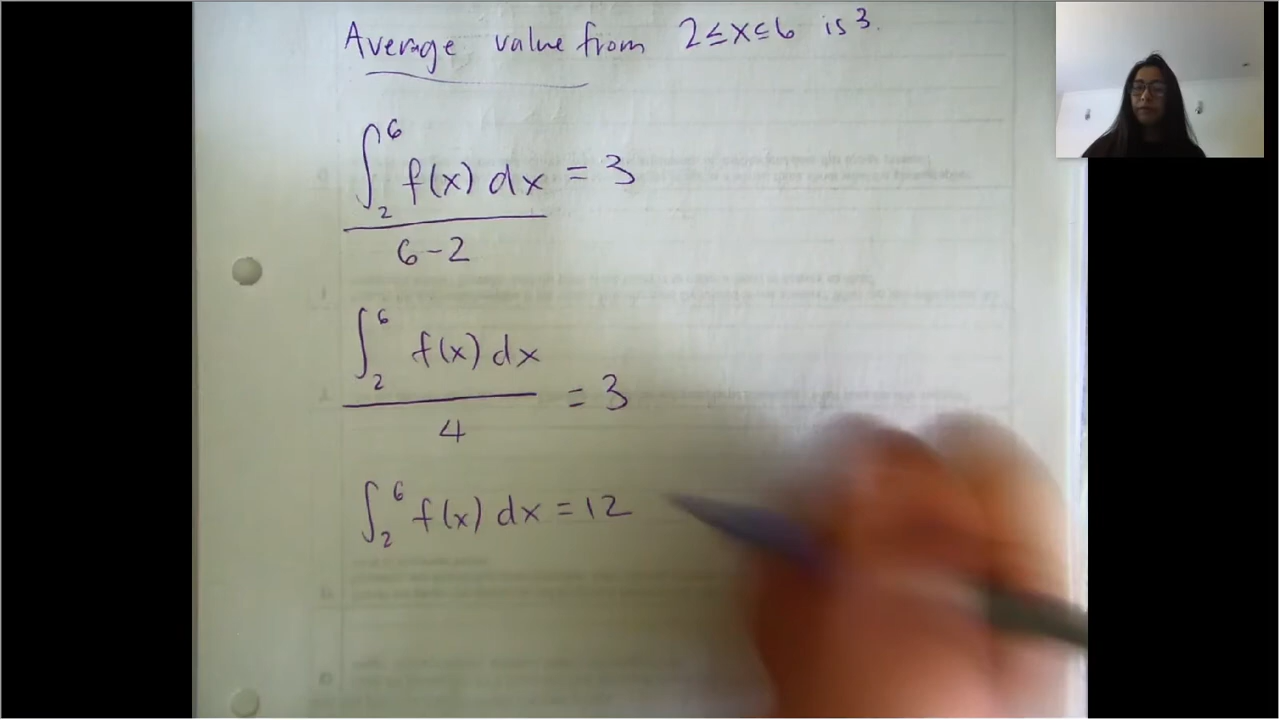 Average value from 2≤x≤6 is 3.
∫₂⁶ f(x) dx = 3
6-2
∫₂⁶ f(x) dx
= 3
4
∫₂⁶ f(x) dx = 12